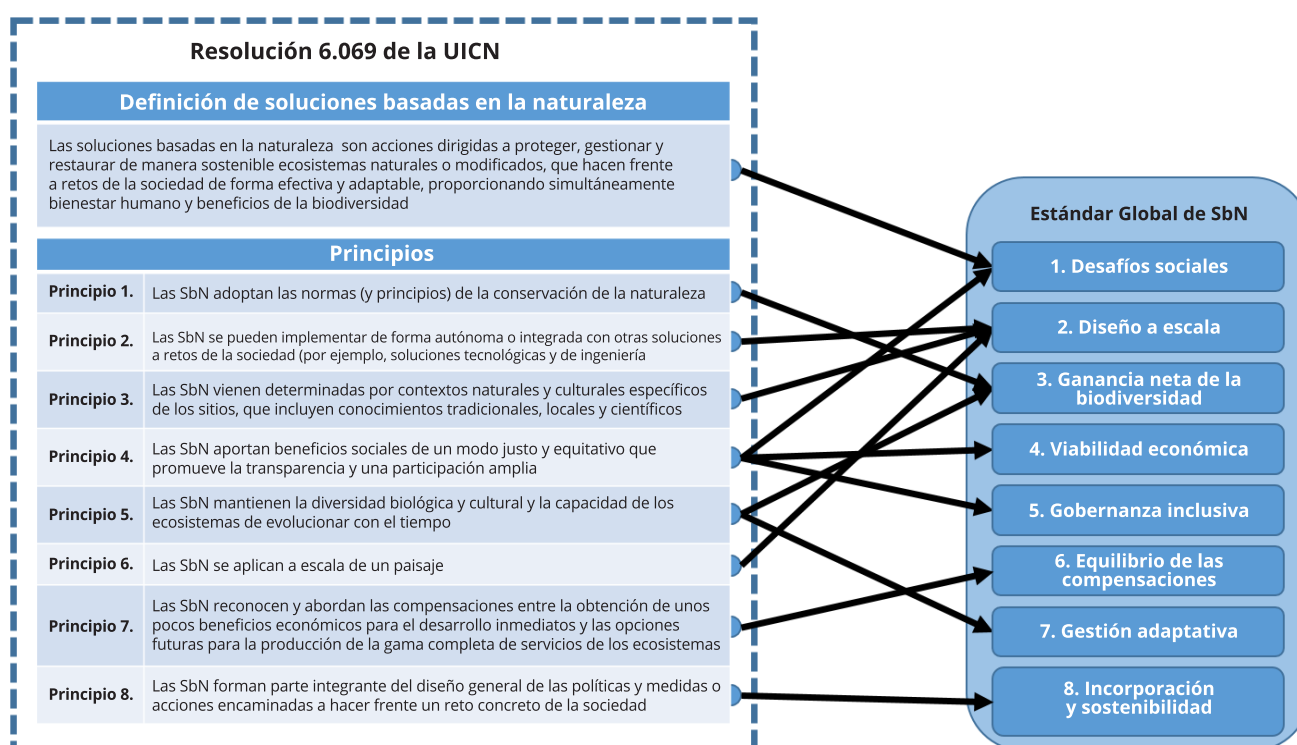 Resolución 6.069 de la UICN
Definición de soluciones basadas en la naturaleza
Las soluciones basadas en la naturaleza son acciones dirigidas a proteger, gestionar y
restaurar de manera sostenible ecosistemas naturales o modificados, que hacen frente
a retos de la sociedad de forma efectiva y adaptable, proporcionando simultáneamente
bienestar humano y beneficios de la biodiversidad
Principios
Principio 1.
Las SbN adoptan las normas (y principios) de la conservación de la naturaleza
Principio 2.
Las SbN se pueden implementar de forma autónoma o integrada con otras soluciones
a retos de la sociedad (por ejemplo, soluciones tecnológicas y de ingeniería
Principio 3.
Las SbN vienen determinadas por contextos naturales y culturales específicos
de los sitios, que incluyen conocimientos tradicionales, locales y científicos
Principio 4.
Las SbN aportan beneficios sociales de un modo justo y equitativo que
promueve la transparencia y una participación amplia
Principio 5.
Las SbN mantienen la diversidad biológica y cultural y la capacidad de los
ecosistemas de evolucionar con el tiempo
Principio 6.
Las SbN se aplican a escala de un paisaje
Principio 7.
Las SbN reconocen y abordan las compensaciones entre la obtención de unos
pocos beneficios económicos para el desarrollo inmediatos y las opciones
futuras para la producción de la gama completa de servicios de los ecosistemas
Principio 8.
Las SbN forman parte integrante del diseño general de las políticas y medidas o
acciones encaminadas a hacer frente un reto concreto de la sociedad
Estándar Global de SbN
1. Desafíos sociales
2. Diseño a escala
3. Ganancia neta de la
biodiversidad
4. Viabilidad económica
5. Gobernanza inclusiva
6. Equilibrio de las
compensaciones
7. Gestión adaptativa
8. Incorporación
y sostenibilidad